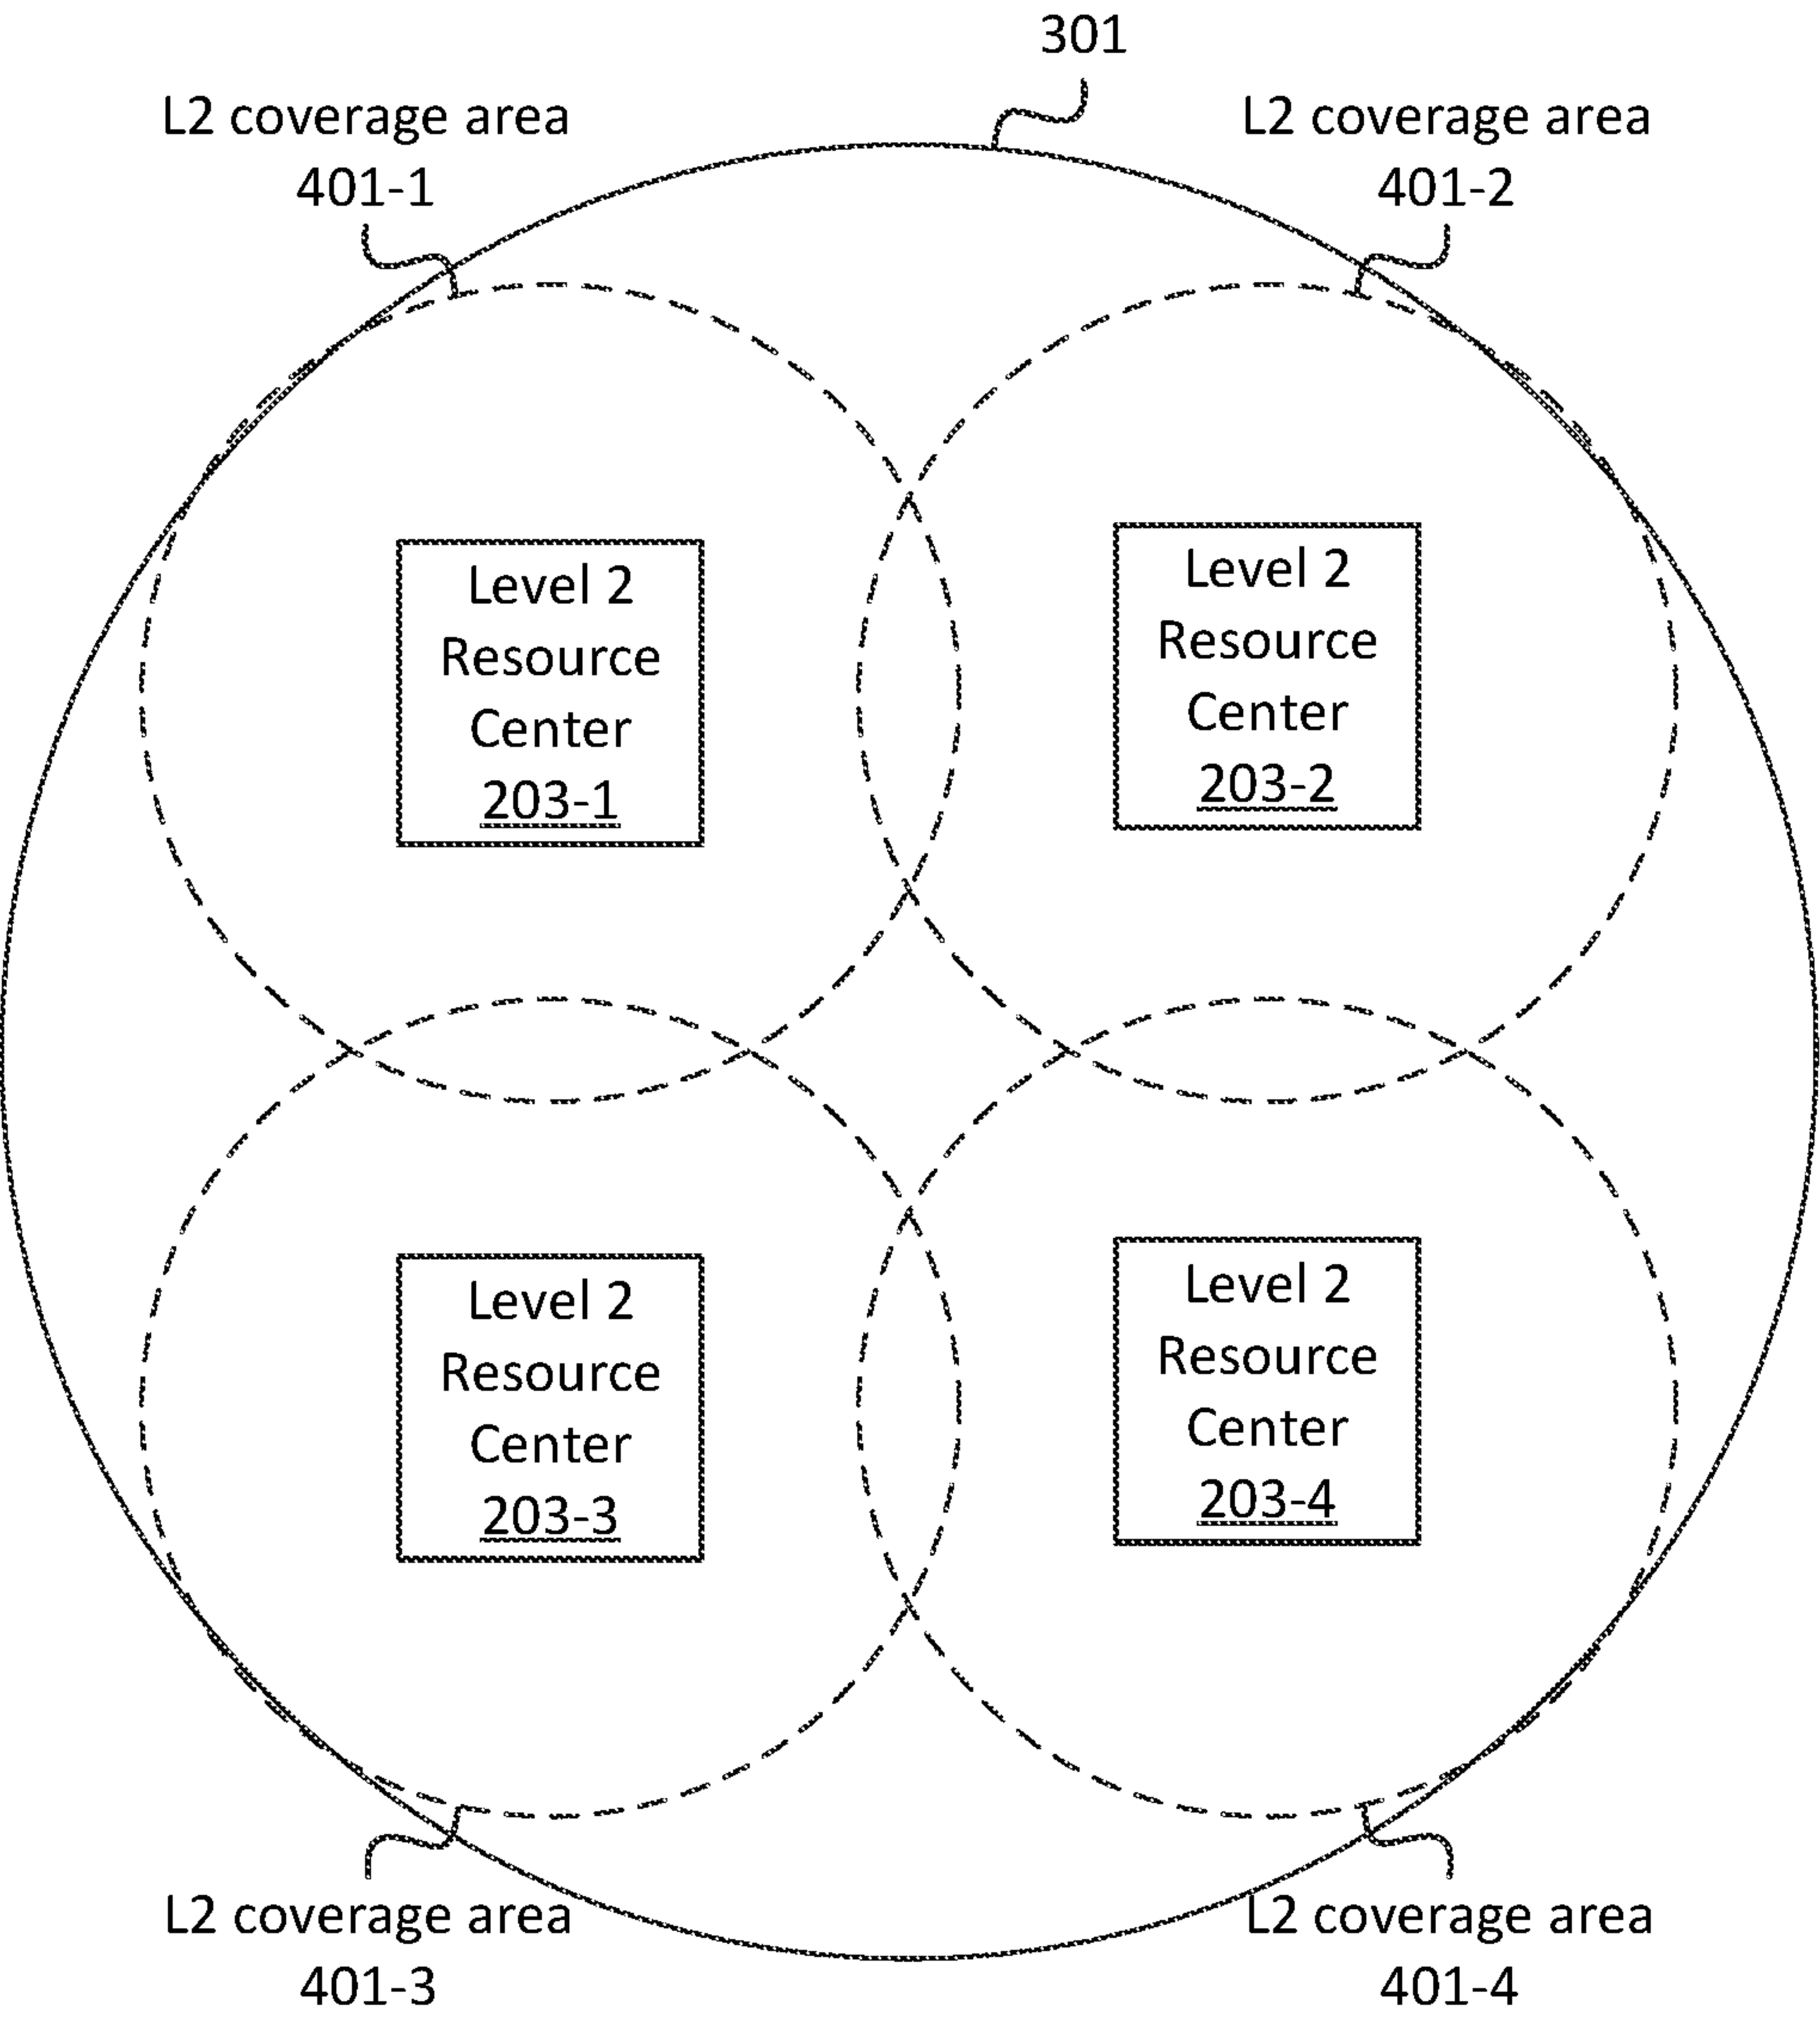 301
L2 coverage area
401-1
L2 coverage area
401-2
Level 2
Resource
Center
203-1
Level 2
Resource
Center
203-2
Level 2
Resource
Center
203-3
Level 2
Resource
Center
203-4
L2 coverage area
401-3
L2 coverage area
401-4